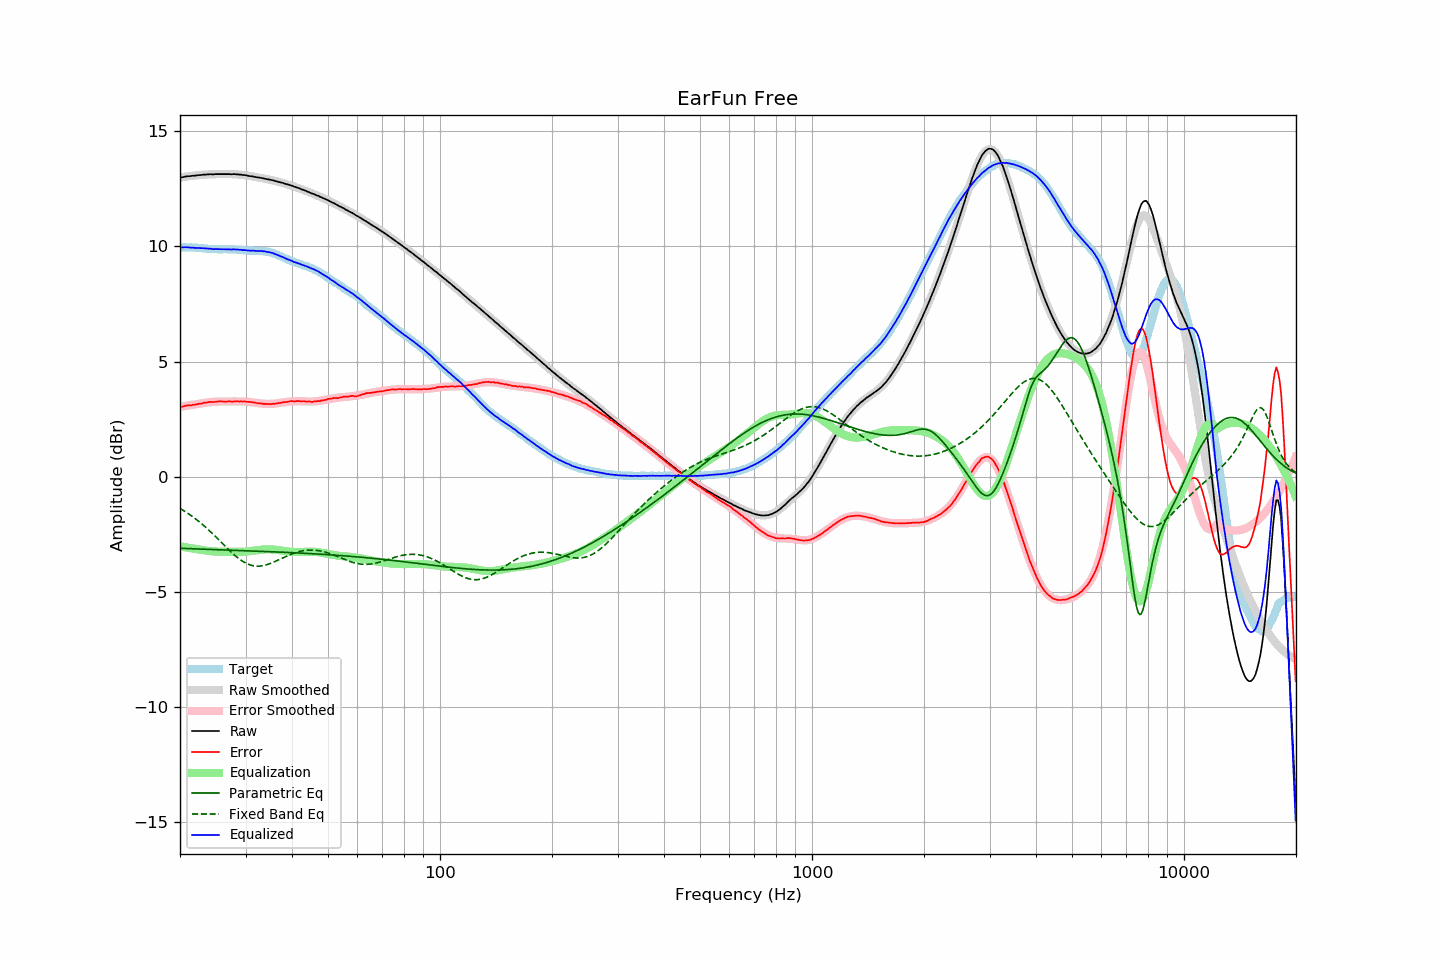 EarFun Free
Amplitude (dBr)
15
10
5
0
−5
−10
−15
Target
Raw Smoothed
Error Smoothed
Raw
Error
Equalization
Parametric Eq
Fixed Band Eq
Equalized
100
1000
10000
Frequency (Hz)